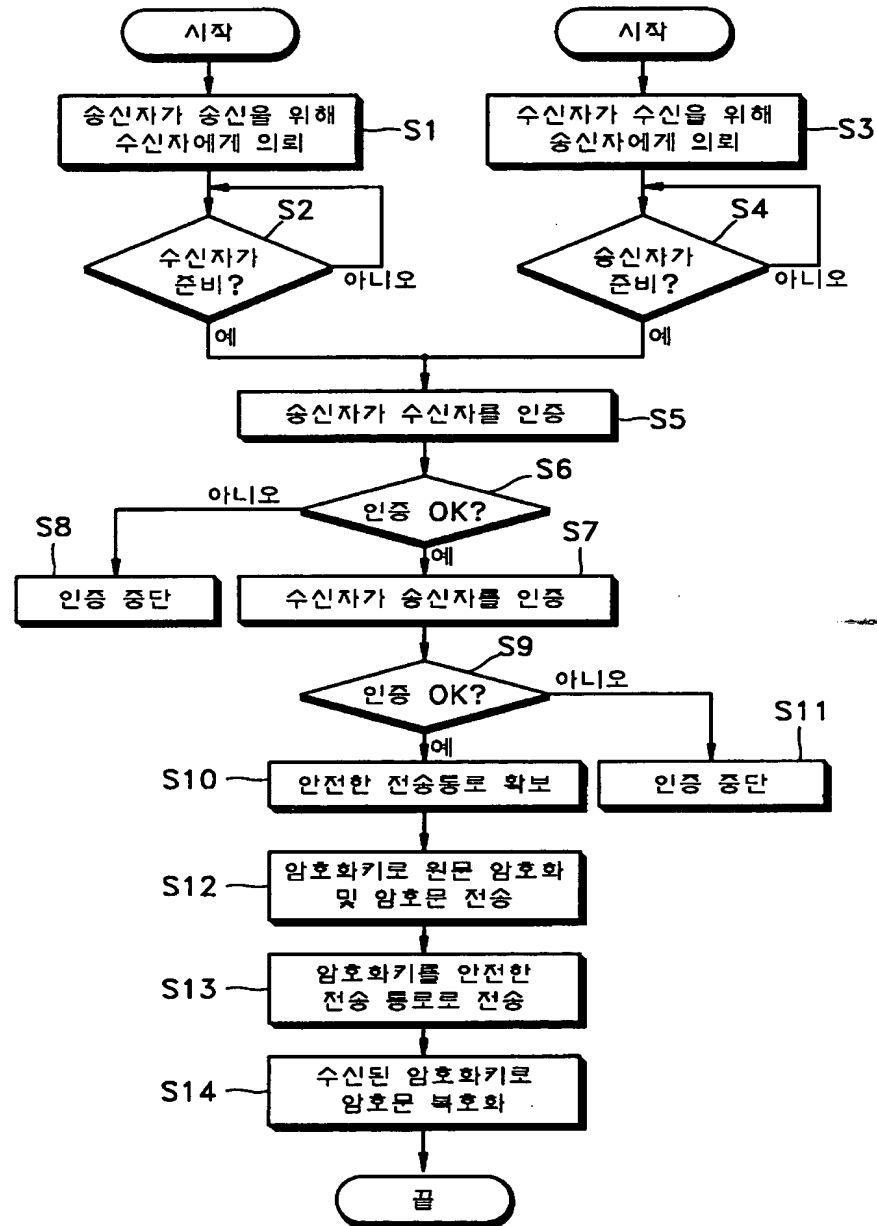 시작
시작
송신자가 송신을 위해
수신자에게 의뢰
S1
수신자가 수신을 위해
송신자에게 의뢰
S3
S2
수신자가
준비?
아니오
예
S4
송신자가
준비?
아니오
예
송신자가 수신자를 인증
S5
S6
인증 OK?
아니오
예
S8
인증 중단
S7
수신자가 송신자를 인증
S9
인증 OK?
아니오
예
S10
안전한 전송통로 확보
S11
인증 중단
S12
암호화키로 원문 암호화
및 암호문 전송
S13
암호화키를 안전한
전송 통로로 전송
S14
수신된 암호화키로
암호문 복호화
끝